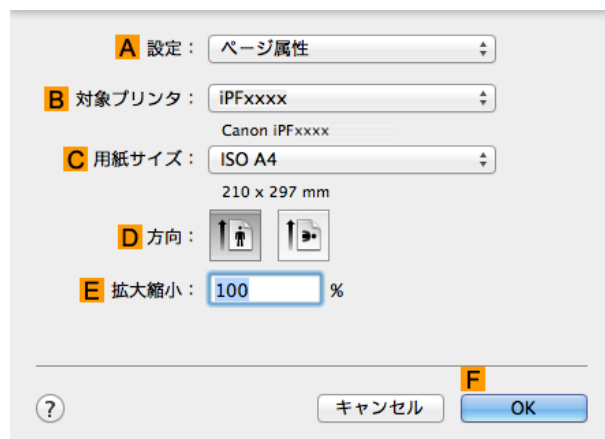 A 設定： ページ属性
B 対象プリンタ： iPFxxxx
Canon iPFxxxx
C 用紙サイズ： ISO A4
210 x 297 mm
D 方向：
E 拡大縮小： 100 %
F
? キャンセル OK